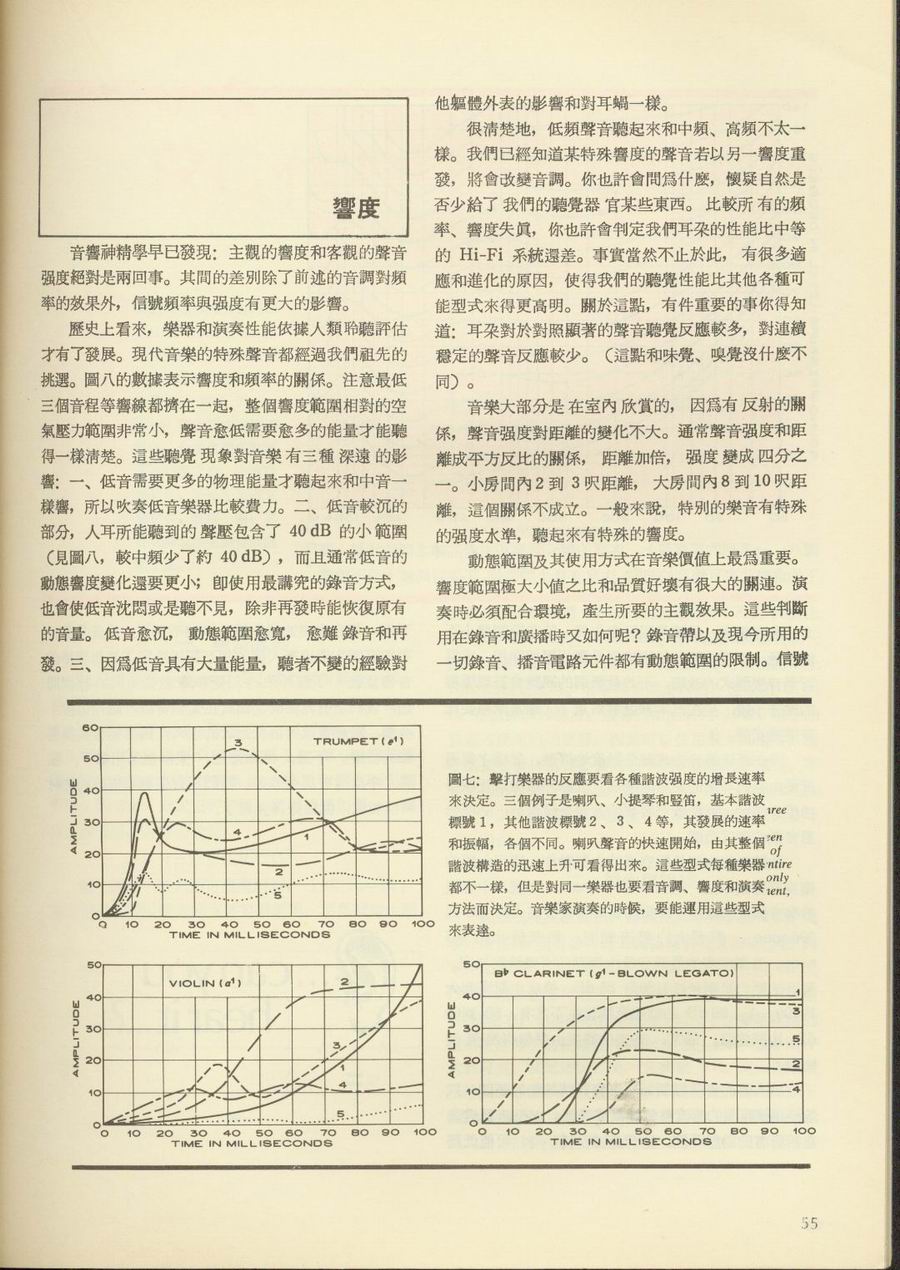 響度
音響神精學早已發現：主觀的響度和客觀的聲音
强度絕對是兩回事。其間的差別除了前述的音調對頻
率的效果外，信號頻率與强度有更大的影響。
歷史上看來，樂器和演奏性能依據人類聆聽評估
才有了發展。現代音樂的特殊聲音都經過我們祖先的
挑選。圖八的數據表示響度和頻率的關係。注意最低
三個音程等響線都擠在一起，整個響度範圍相對的空
氣壓力範圍非常小，聲音愈低需要愈多的能量才能聽
得一樣淸楚。這些聽覺現象對音樂有三種深遠的影
響：一、低音需要更多的物理能量才聽起來和中音一
樣響，所以吹奏低音樂器比較費力。二、低音較沉的
部分，人耳所能聽到的聲壓包含了 40 dB 的小範圍
（見圖八，較中頻少了約 40 dB），而且通常低音的
動態響度變化還要更小；卽使用最講究的錄音方式，
也會使低音沈悶或是聽不見，除非再發時能恢復原有
的音量。低音愈沉，動態範圍愈寬，愈難錄音和再
發。三、因爲低音具有大量能量，聽者不變的經驗對
他軀體外表的影響和對耳蝸一樣。
很淸楚地，低頻聲音聽起來和中頻、高頻不太一
樣。我們已經知道某特殊響度的聲音若以另一響度重
發，將會改變音調。你也許會問爲什麽，懷疑自然是
否少給了我們的聽覺器官某些東西。比較所有的頻
率、響度失眞，你也許會判定我們耳朶的性能比中等
的 Hi-Fi 系統還差。事實當然不止於此，有很多適
應和進化的原因，使得我們的聽覺性能比其他各種可
能型式來得更高明。關於這點，有件重要的事你得知
道：耳朶對於對照顯著的聲音聽覺反應較多，對連續
穩定的聲音反應較少。（這點和味覺、嗅覺沒什麽不
同）。
音樂大部分是在室內欣賞的，因爲有反射的關
係，聲音强度對距離的變化不大。通常聲音强度和距
離成平方反比的關係，距離加倍，强度變成四分之
一。小房間內 2 到 3 呎距離，大房間內 8 到 10 呎距
離，這個關係不成立。一般來說，特別的樂音有特殊
的强度水準，聽起來有特殊的響度。
動態範圍及其使用方式在音樂價值上最爲重要。
響度範圍極大小值之比和品質好壞有很大的關連。演
奏時必須配合環境，產生所要的主觀效果。這些判斷
用在錄音和廣播時又如何呢？錄音帶以及現今所用的
一切錄音、播音電路元件都有動態範圍的限制。信號
TRUMPET (e¹)
AMPLITUDE
60
50
40
30
20
10
0
3
4
1
2
5
0 10 20 30 40 50 60 70 80 90 100
TIME IN MILLISECONDS
圖七：擊打樂器的反應要看各種諧波强度的增長速率
來決定。三個例子是喇叭、小提琴和竪笛，基本諧波
標號 1，其他諧波標號 2、3、4 等，其發展的速率
和振幅，各個不同。喇叭聲音的快速開始，由其整個
諧波構造的迅速上升可看得出來。這些型式每種樂器
都不一樣，但是對同一樂器也要看音調、響度和演奏
方法而決定。音樂家演奏的時候，要能運用這些型式
來表達。
of
ntire
only
VIOLIN (a¹)
AMPLITUDE
50
40
30
20
10
0
2
3
1
4
5
0 10 20 30 40 50 60 70 80 90 100
TIME IN MILLISECONDS
B♭ CLARINET (g¹-BLOWN LEGATO)
AMPLITUDE
50
40
30
20
10
0
1
3
5
2
4
0 10 20 30 40 50 60 70 80 90 100
TIME IN MILLISECONDS
55